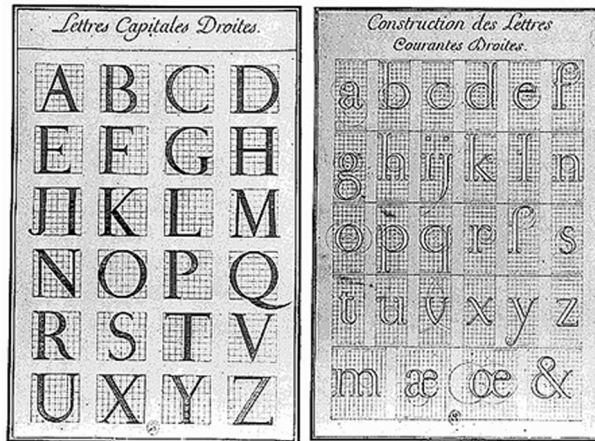 Lettres Capitales Droites.
A B C D
E F G H
JI K L M
N O P Q
R S T V
U X Y Z
Construction des Lettres
Courantes Droites.
a b c d e f
g h ij k l n
o p q r ſ s
t u v x y z
m æ œ &